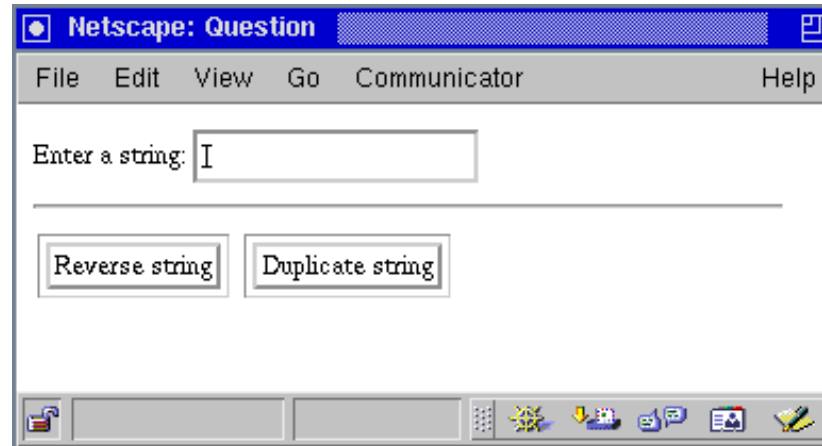 Netscape: Question
File Edit View Go Communicator Help
Enter a string:
Reverse string Duplicate string